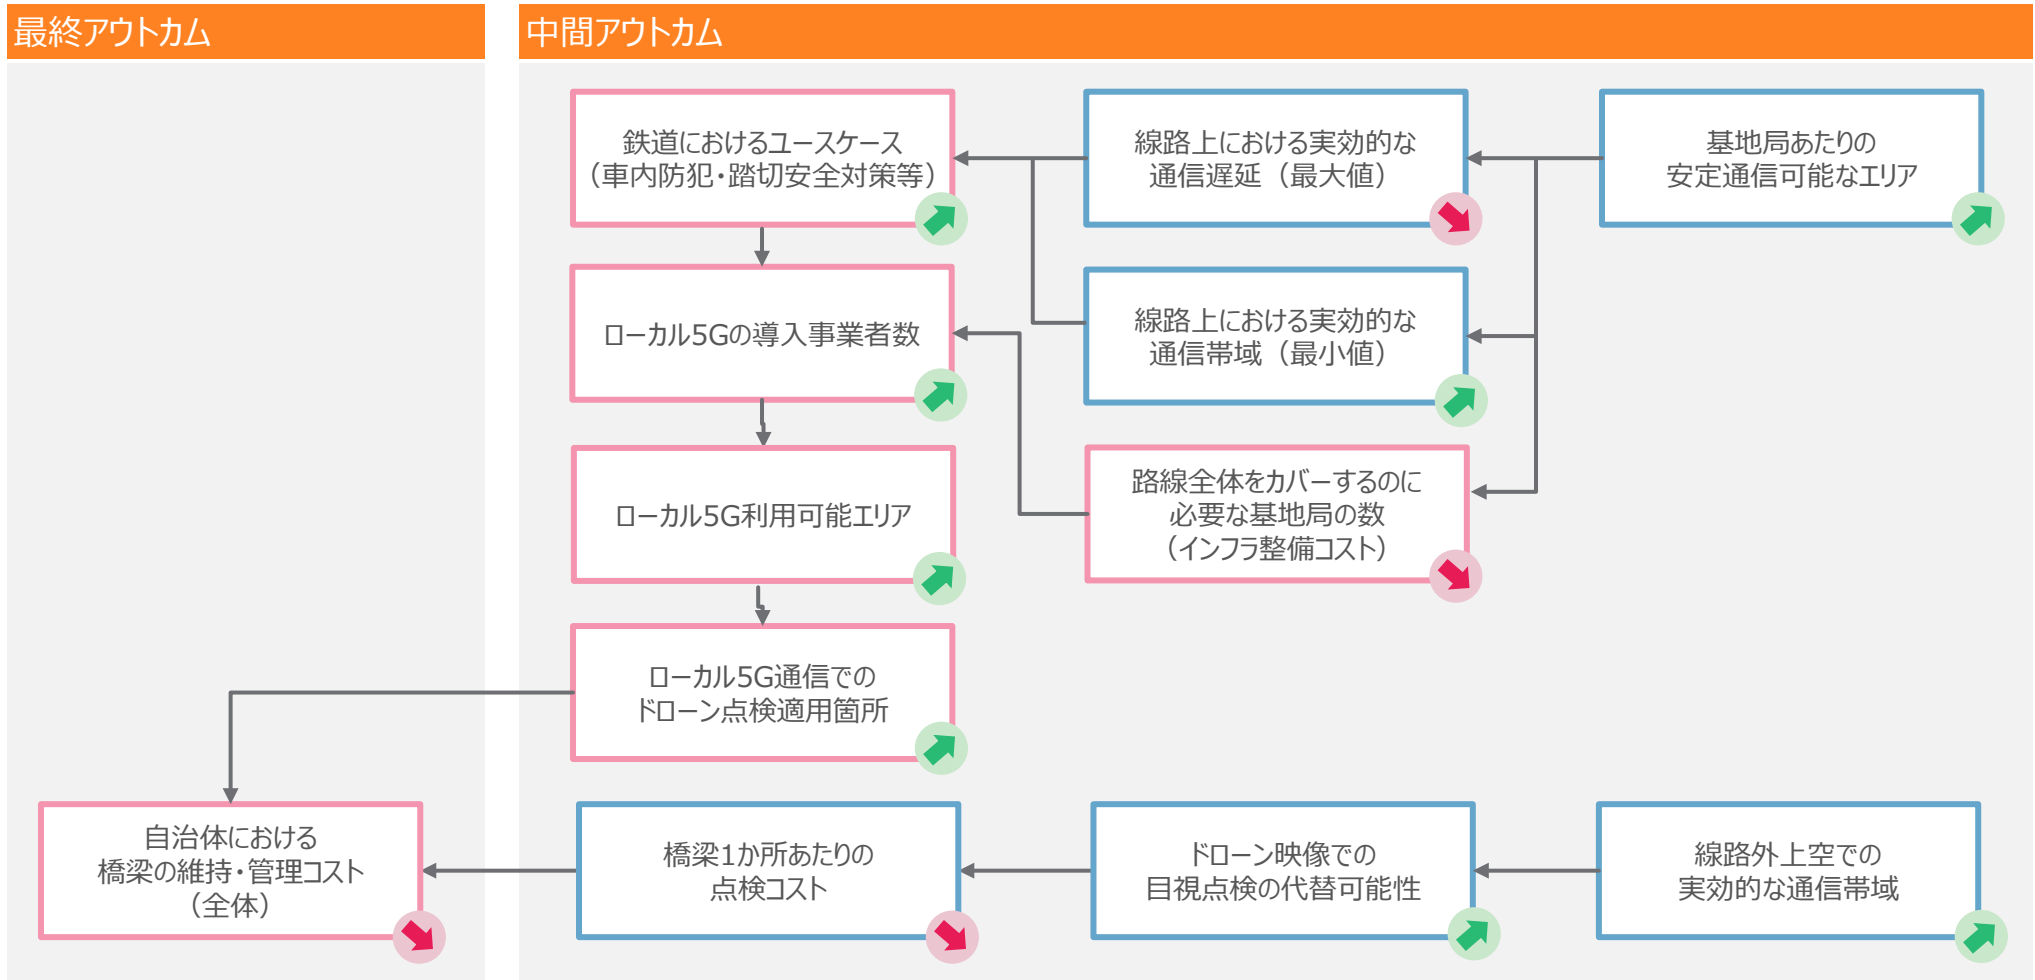 最終アウトカム
中間アウトカム
鉄道におけるユースケース
（車内防犯・踏切安全対策等）
線路上における実効的な
通信遅延（最大値）
基地局あたりの
安定通信可能なエリア
ローカル5Gの導入事業者数
線路上における実効的な
通信帯域（最小値）
ローカル5G利用可能エリア
路線全体をカバーするのに
必要な基地局の数
（インフラ整備コスト）
ローカル5G通信での
ドローン点検適用箇所
自治体における
橋梁の維持・管理コスト
（全体）
橋梁1か所あたりの
点検コスト
ドローン映像での
目視点検の代替可能性
線路外上空での
実効的な通信帯域